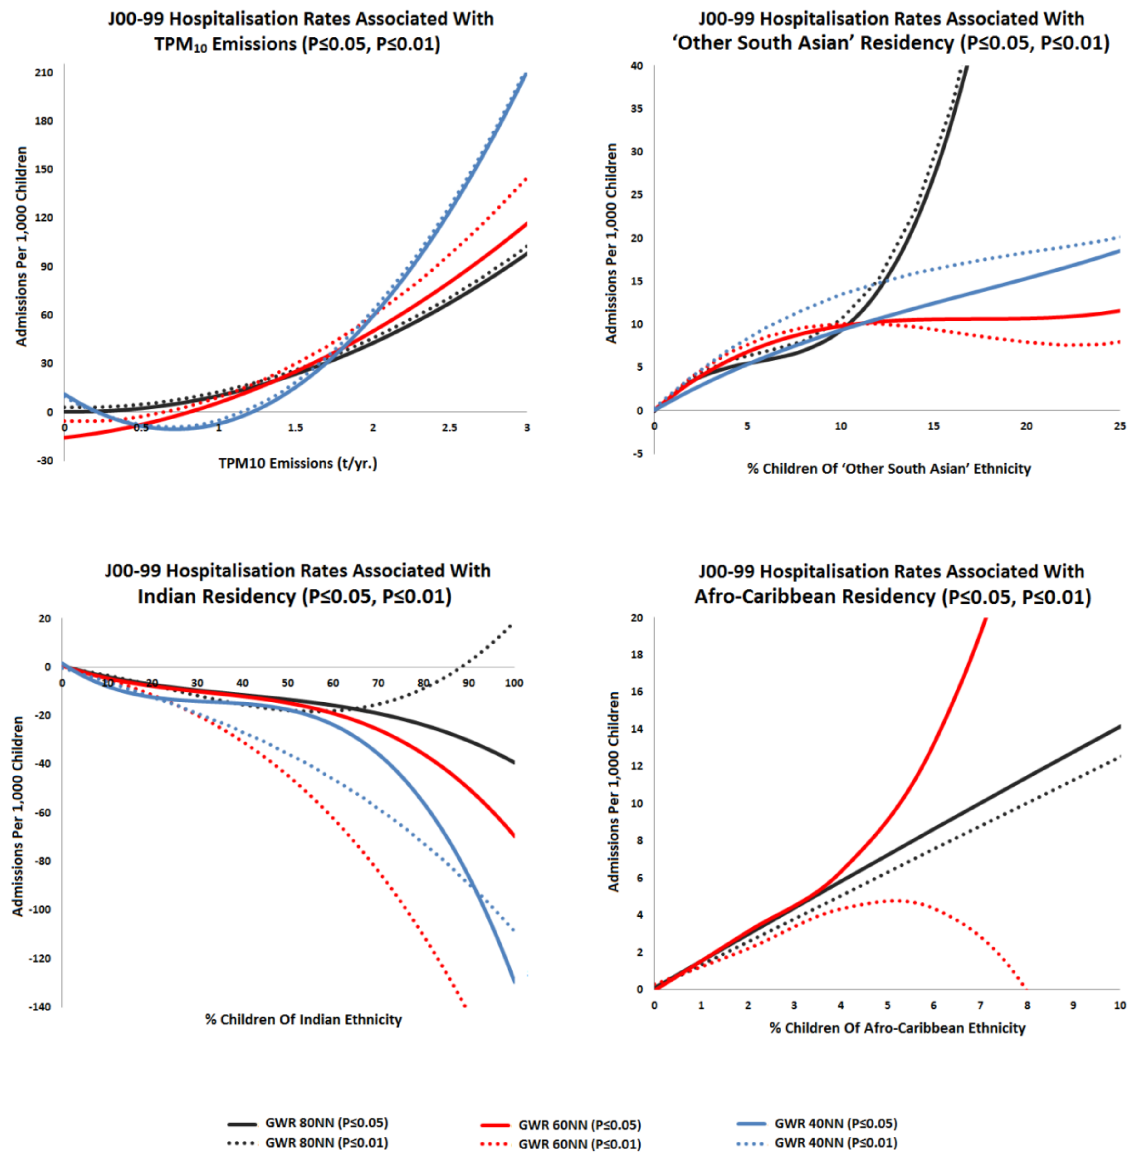 J00-99 Hospitalisation Rates Associated With
TPM10 Emissions (P≤0.05, P≤0.01)
210
180
150
120
90
60
30
0
-30
Admissions Per 1,000 Children
0 0.5 1 1.5 2 2.5 3
TPM10 Emissions (t/yr.)
J00-99 Hospitalisation Rates Associated With
‘Other South Asian’ Residency (P≤0.05, P≤0.01)
40
35
30
25
20
15
10
5
0
-5
Admissions Per 1,000 Children
0 5 10 15 20 25
% Children Of ‘Other South Asian’ Ethnicity
J00-99 Hospitalisation Rates Associated With
Indian Residency (P≤0.05, P≤0.01)
20
0
-20
-40
-60
-80
-100
-120
-140
Admissions Per 1,000 Children
0 10 20 30 40 50 60 70 80 90 100
% Children Of Indian Ethnicity
J00-99 Hospitalisation Rates Associated With
Afro-Caribbean Residency (P≤0.05, P≤0.01)
20
18
16
14
12
10
8
6
4
2
0
Admissions Per 1,000 Children
0 1 2 3 4 5 6 7 8 9 10
% Children Of Afro-Caribbean Ethnicity
GWR 80NN (P≤0.05) GWR 60NN (P≤0.05) GWR 40NN (P≤0.05)
GWR 80NN (P≤0.01) GWR 60NN (P≤0.01) GWR 40NN (P≤0.01)